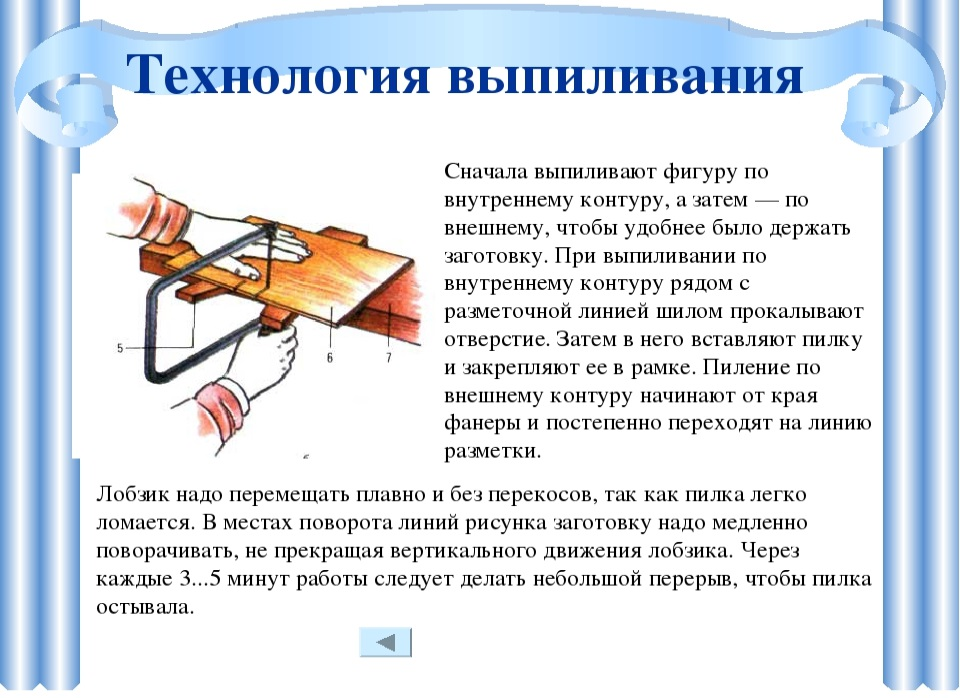 Технология выпиливания
Сначала выпиливают фигуру по
внутреннему контуру, а затем — по
внешнему, чтобы удобнее было держать
заготовку. При выпиливании по
внутреннему контуру рядом с
разметочной линией шилом прокалывают
отверстие. Затем в него вставляют пилку
и закрепляют ее в рамке. Пиление по
внешнему контуру начинают от края
фанеры и постепенно переходят на линию
разметки.
5
6
7
Лобзик надо перемещать плавно и без перекосов, так как пилка легко
ломается. В местах поворота линий рисунка заготовку надо медленно
поворачивать, не прекращая вертикального движения лобзика. Через
каждые 3...5 минут работы следует делать небольшой перерыв, чтобы пилка
остывала.